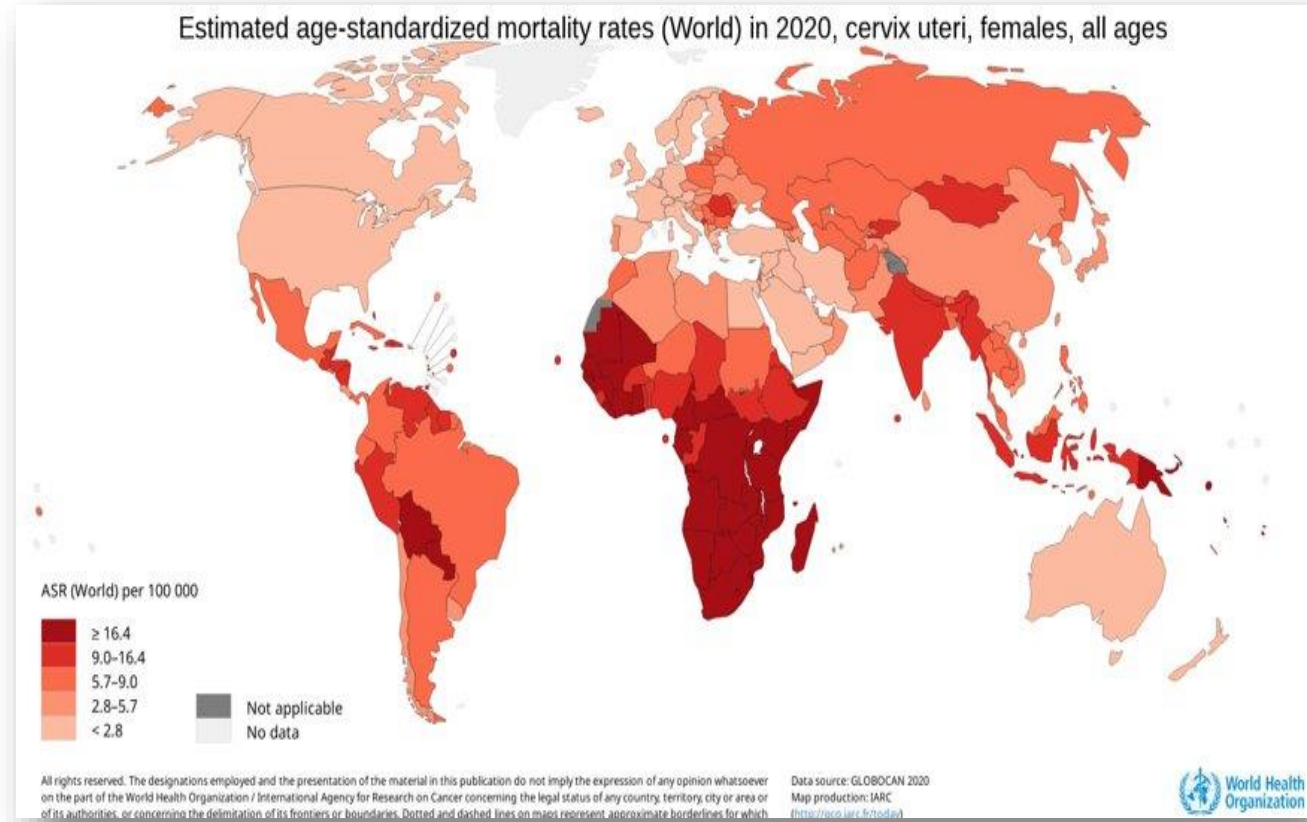 Estimated age-standardized mortality rates (World) in 2020, cervix uteri, females, all ages
ASR (World) per 100 000
≥ 16.4
9.0–16.4
5.7–9.0
2.8–5.7
< 2.8
Not applicable
No data
All rights reserved. The designations employed and the presentation of the material in this publication do not imply the expression of any opinion whatsoever
on the part of the World Health Organization / International Agency for Research on Cancer concerning the legal status of any country, territory, city or area or
of its authorities, or concerning the delimitation of its frontiers or boundaries. Dotted and dashed lines on maps represent approximate borderlines for which
Data source: GLOBOCAN 2020
Map production: IARC
(http://gco.iarc.fr/today)
World Health
Organization